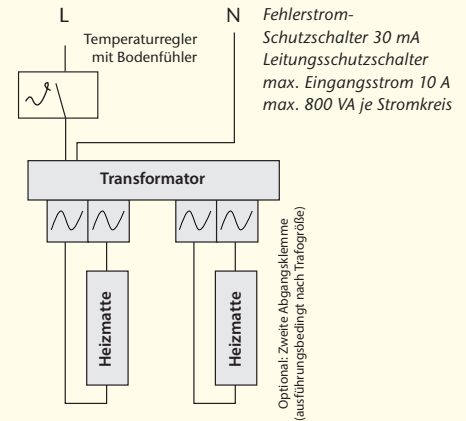 L
N
Fehlerstrom-
Schutzschalter 30 mA
Leitungsschutzschalter
max. Eingangsstrom 10 A
max. 800 VA je Stromkreis
Temperaturregler
mit Bodenfühler
Transformator
Heizmatte
Heizmatte
Optional: Zweite Abgangsklemme
(ausführungsbedingt nach Trafogröße)